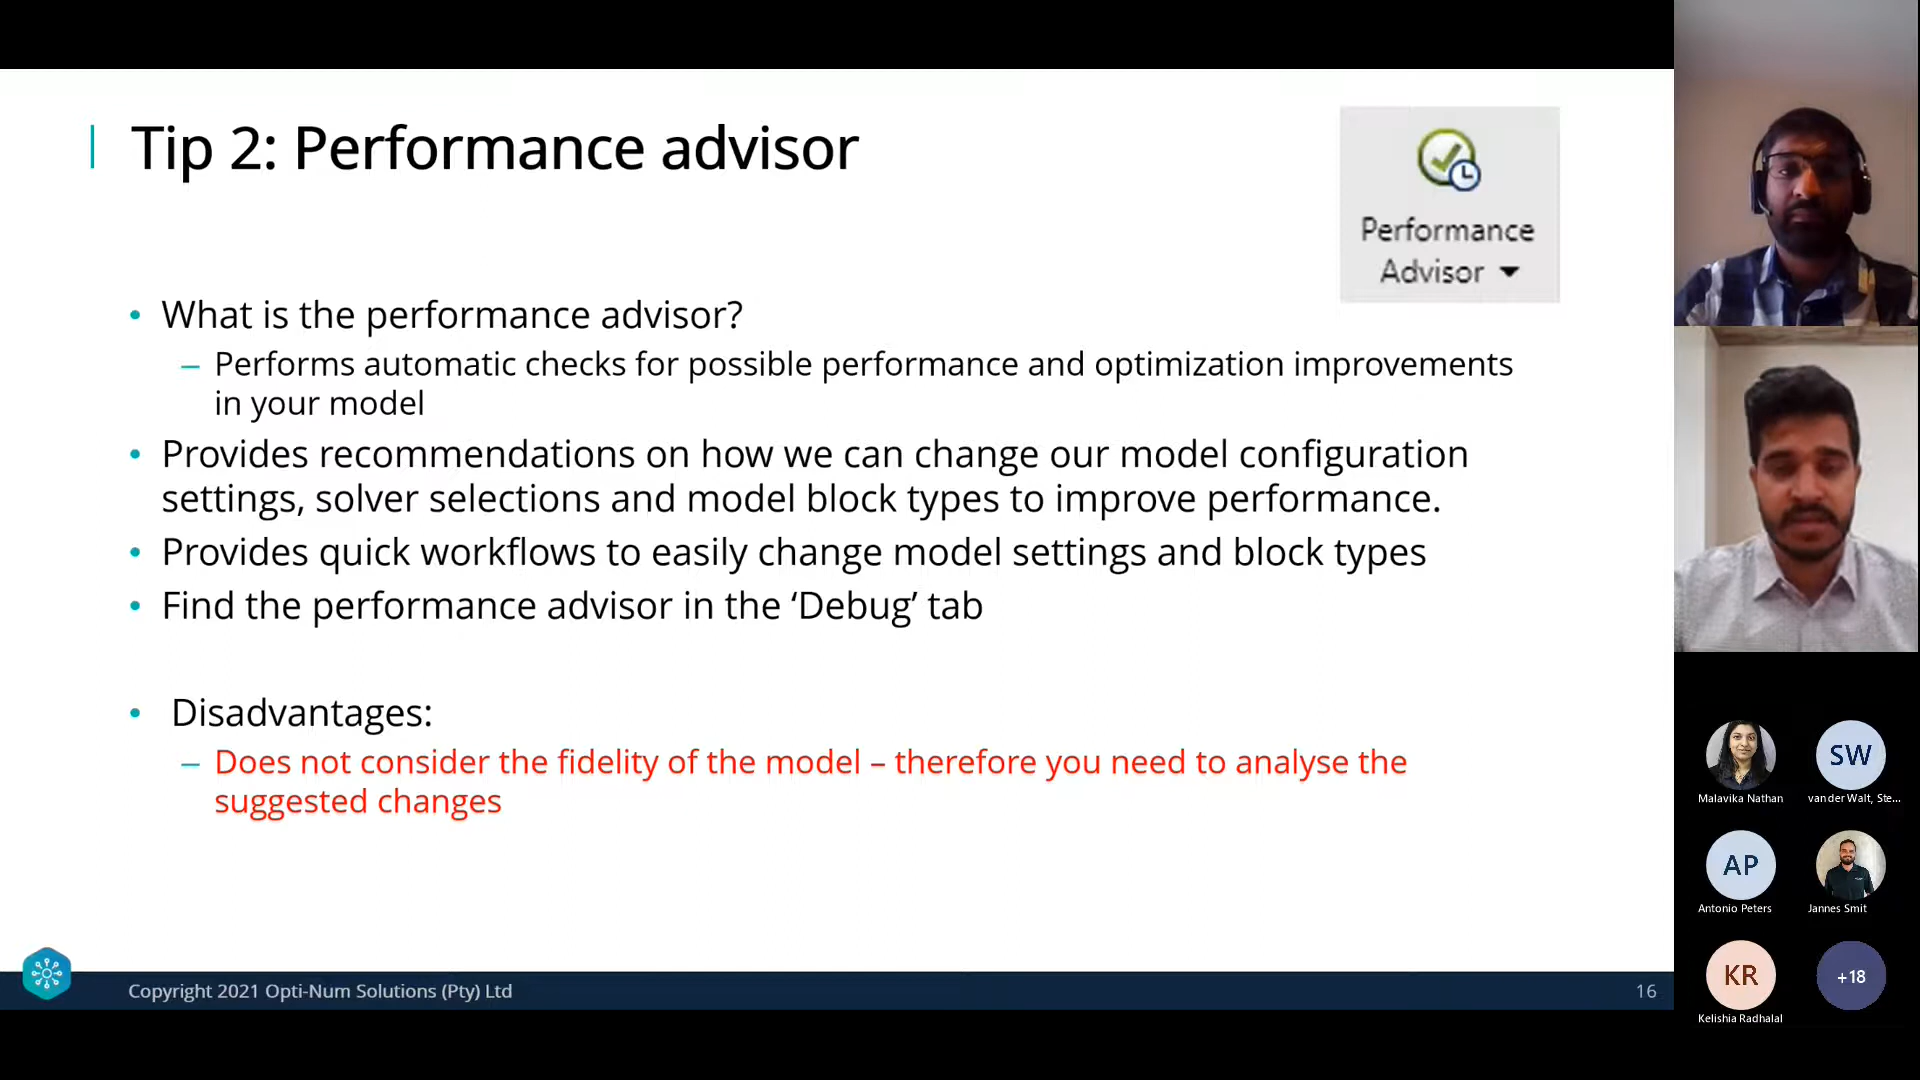 Tip 2: Performance advisor
Performance
Advisor
• What is the performance advisor?
– Performs automatic checks for possible performance and optimization improvements
in your model
• Provides recommendations on how we can change our model configuration
settings, solver selections and model block types to improve performance.
• Provides quick workflows to easily change model settings and block types
• Find the performance advisor in the ‘Debug’ tab
• Disadvantages:
– Does not consider the fidelity of the model – therefore you need to analyse the
suggested changes
Copyright 2021 Opti-Num Solutions (Pty) Ltd
16
SW
Malavika Nathan
van der Walt, Ste...
AP
Antonio Peters
Jannes Smit
KR
+18
Kelishia Radhalal